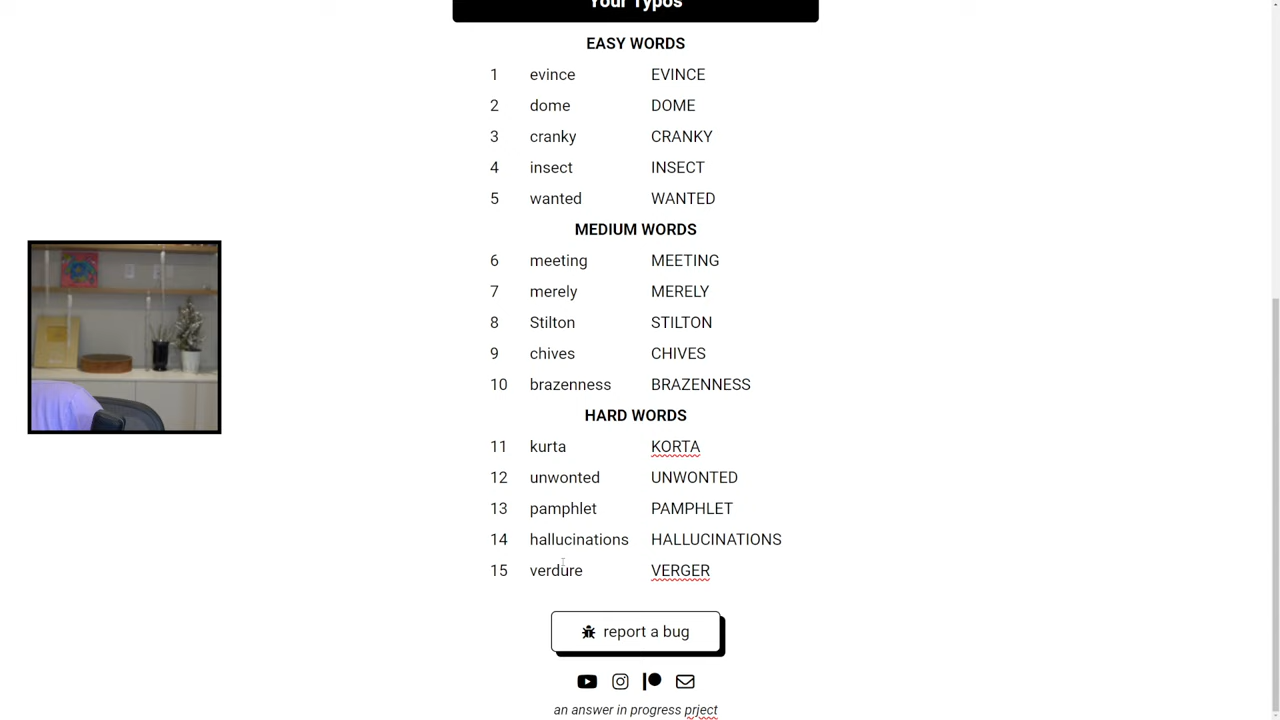 Your Typos
EASY WORDS
1 evince EVINCE
2 dome DOME
3 cranky CRANKY
4 insect INSECT
5 wanted WANTED
MEDIUM WORDS
6 meeting MEETING
7 merely MERELY
8 Stilton STILTON
9 chives CHIVES
10 brazenness BRAZENNESS
HARD WORDS
11 kurta KORTA
12 unwonted UNWONTED
13 pamphlet PAMPHLET
14 hallucinations HALLUCINATIONS
15 verdure VERGER
report a bug
an answer in progress prject